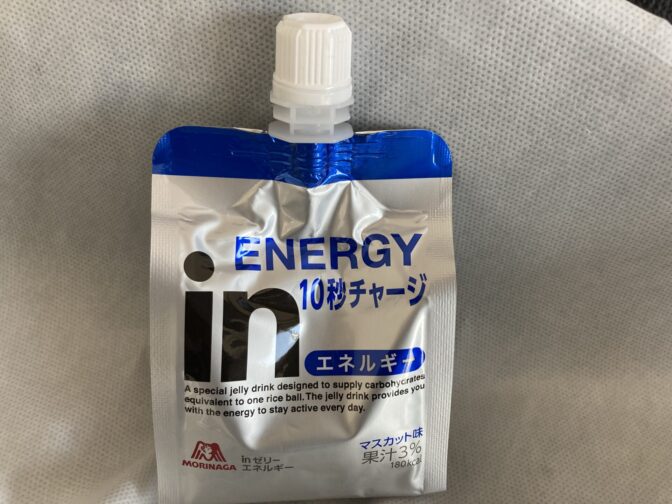 ENERGY
in
10秒チャージ
エネルギー
A special jelly drink designed to supply carbohydrates
equivalent to one rice ball. The jelly drink provides you
with the energy to stay active every day.
MORINAGA
inゼリー
エネルギー
マスカット味
果汁3%
180kcal